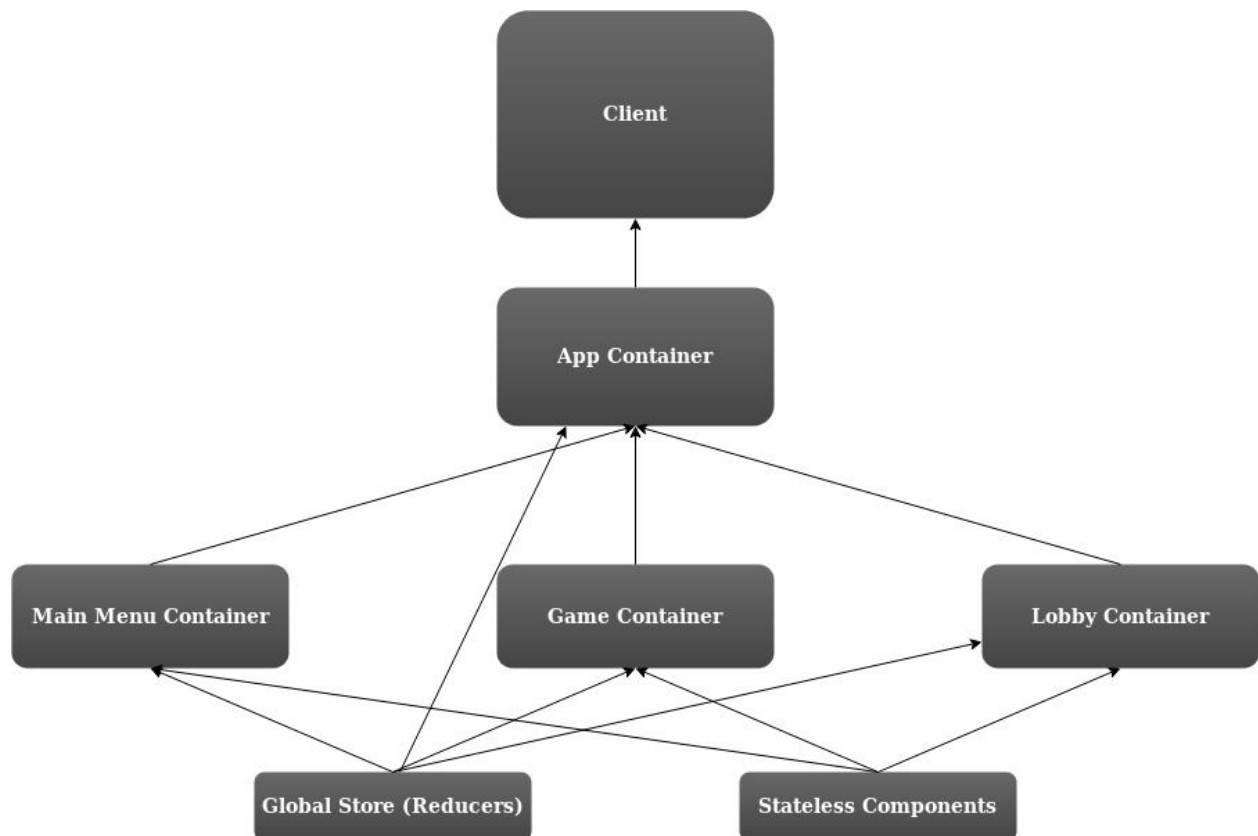 Client
App Container
Main Menu Container
Game Container
Lobby Container
Global Store (Reducers)
Stateless Components